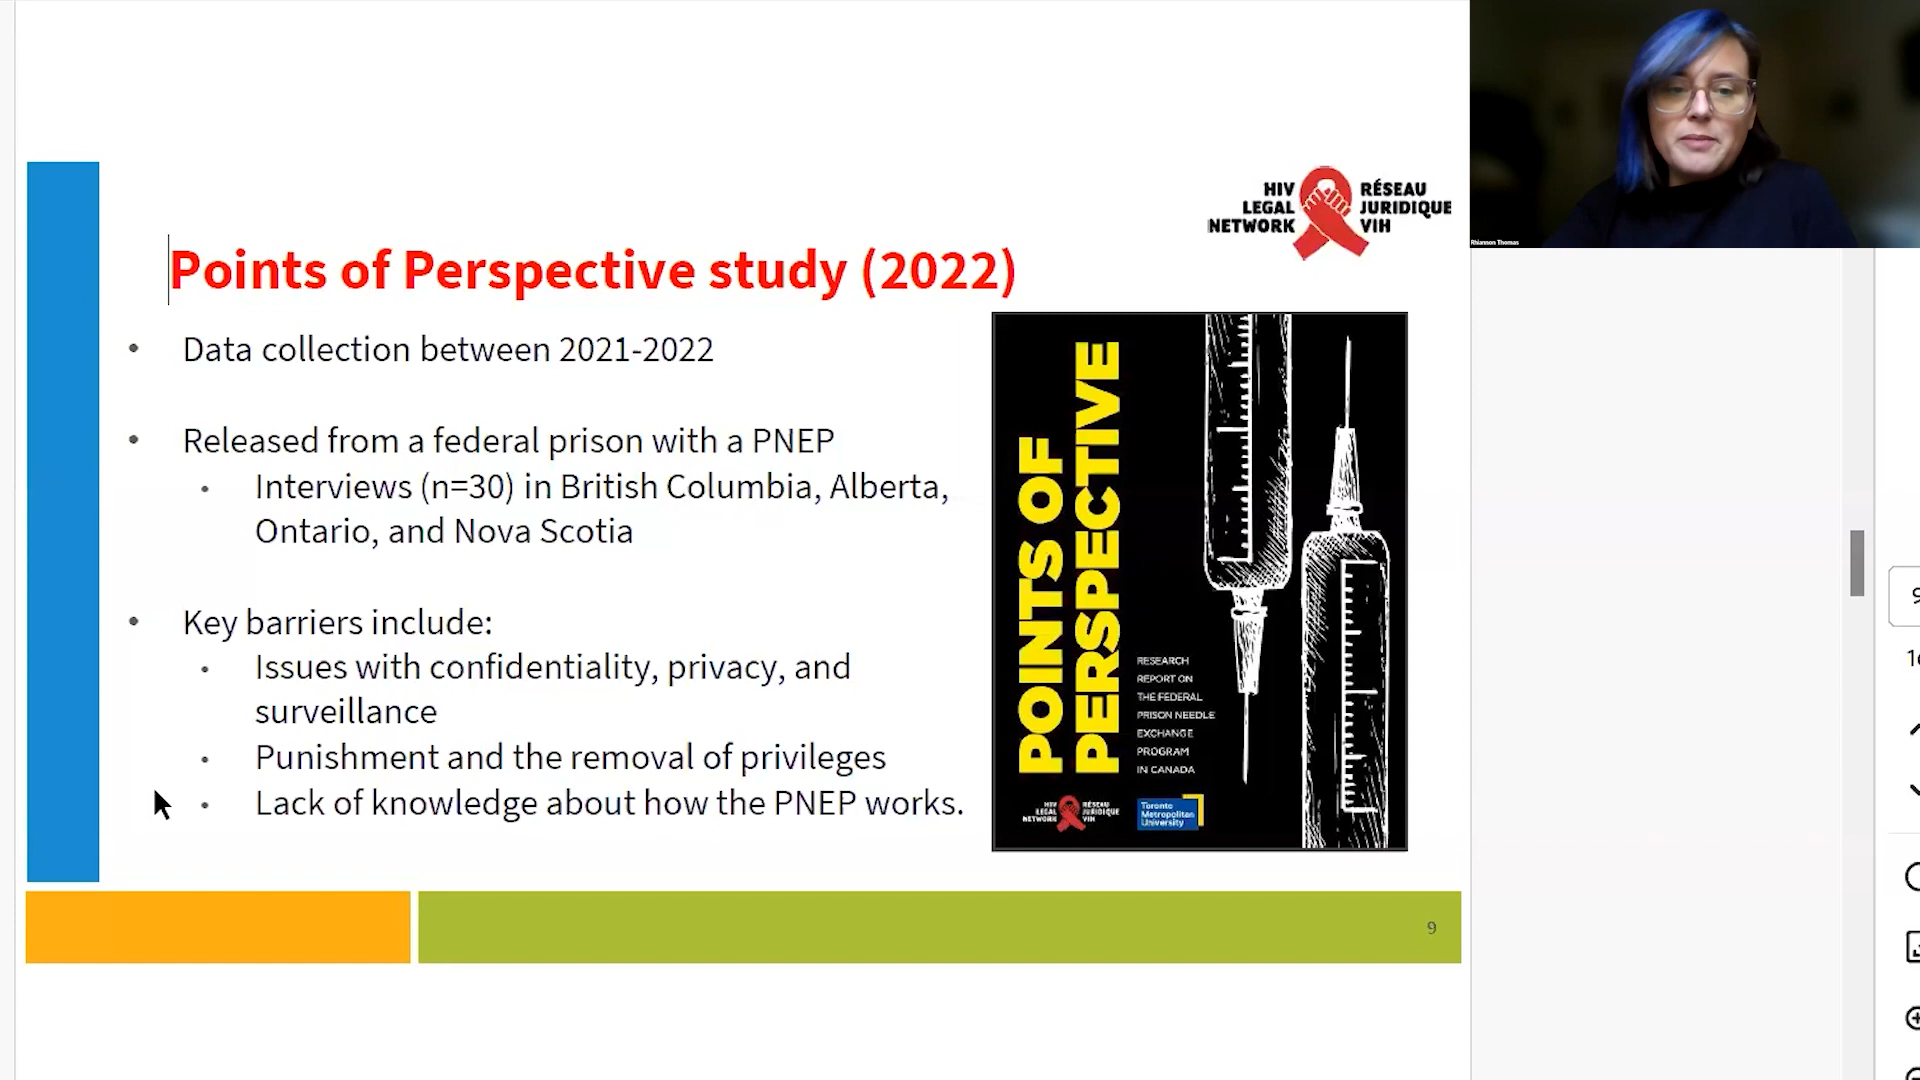 HIV
LEGAL
NETWORK
RÉSEAU
JURIDIQUE
VIH
Rhiannon Thomas
Points of Perspective study (2022)
• Data collection between 2021-2022
• Released from a federal prison with a PNEP
• Interviews (n=30) in British Columbia, Alberta,
Ontario, and Nova Scotia
• Key barriers include:
• Issues with confidentiality, privacy, and
surveillance
• Punishment and the removal of privileges
• Lack of knowledge about how the PNEP works.
POINTS OF
PERSPECTIVE
RESEARCH
REPORT ON
THE FEDERAL
PRISON NEEDLE
EXCHANGE
PROGRAM
IN CANADA
HIV
LEGAL
NETWORK
RÉSEAU
JURIDIQUE
VIH
Toronto
Metropolitan
University
9